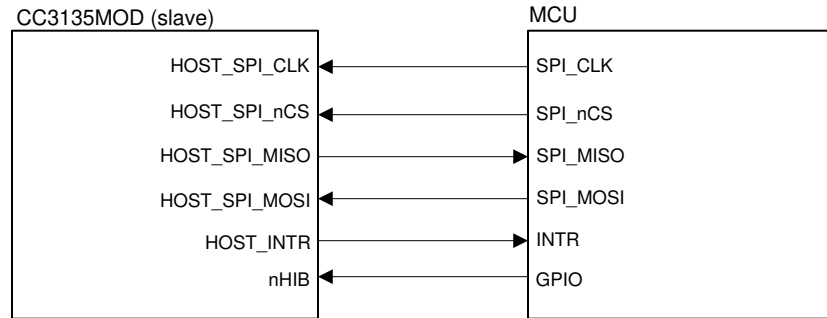 CC3135MOD (slave) MCU
HOST_SPI_CLK SPI_CLK
HOST_SPI_nCS SPI_nCS
HOST_SPI_MISO SPI_MISO
HOST_SPI_MOSI SPI_MOSI
HOST_INTR INTR
nHIB GPIO